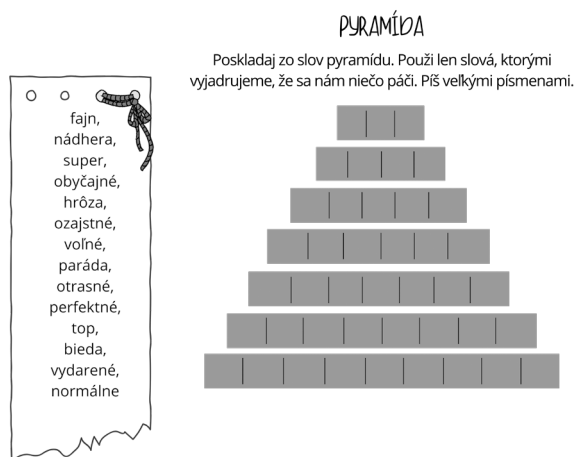 PYRAMÍDA
Poskladaj zo slov pyramídu. Použi len slová, ktorými
vyjadrujeme, že sa nám niečo páči. Píš veľkými písmenami.
fajn,
nádhera,
super,
obyčajné,
hrôza,
ozajstné,
voľné,
paráda,
otrasné,
perfektné,
top,
bieda,
vydarené,
normálne